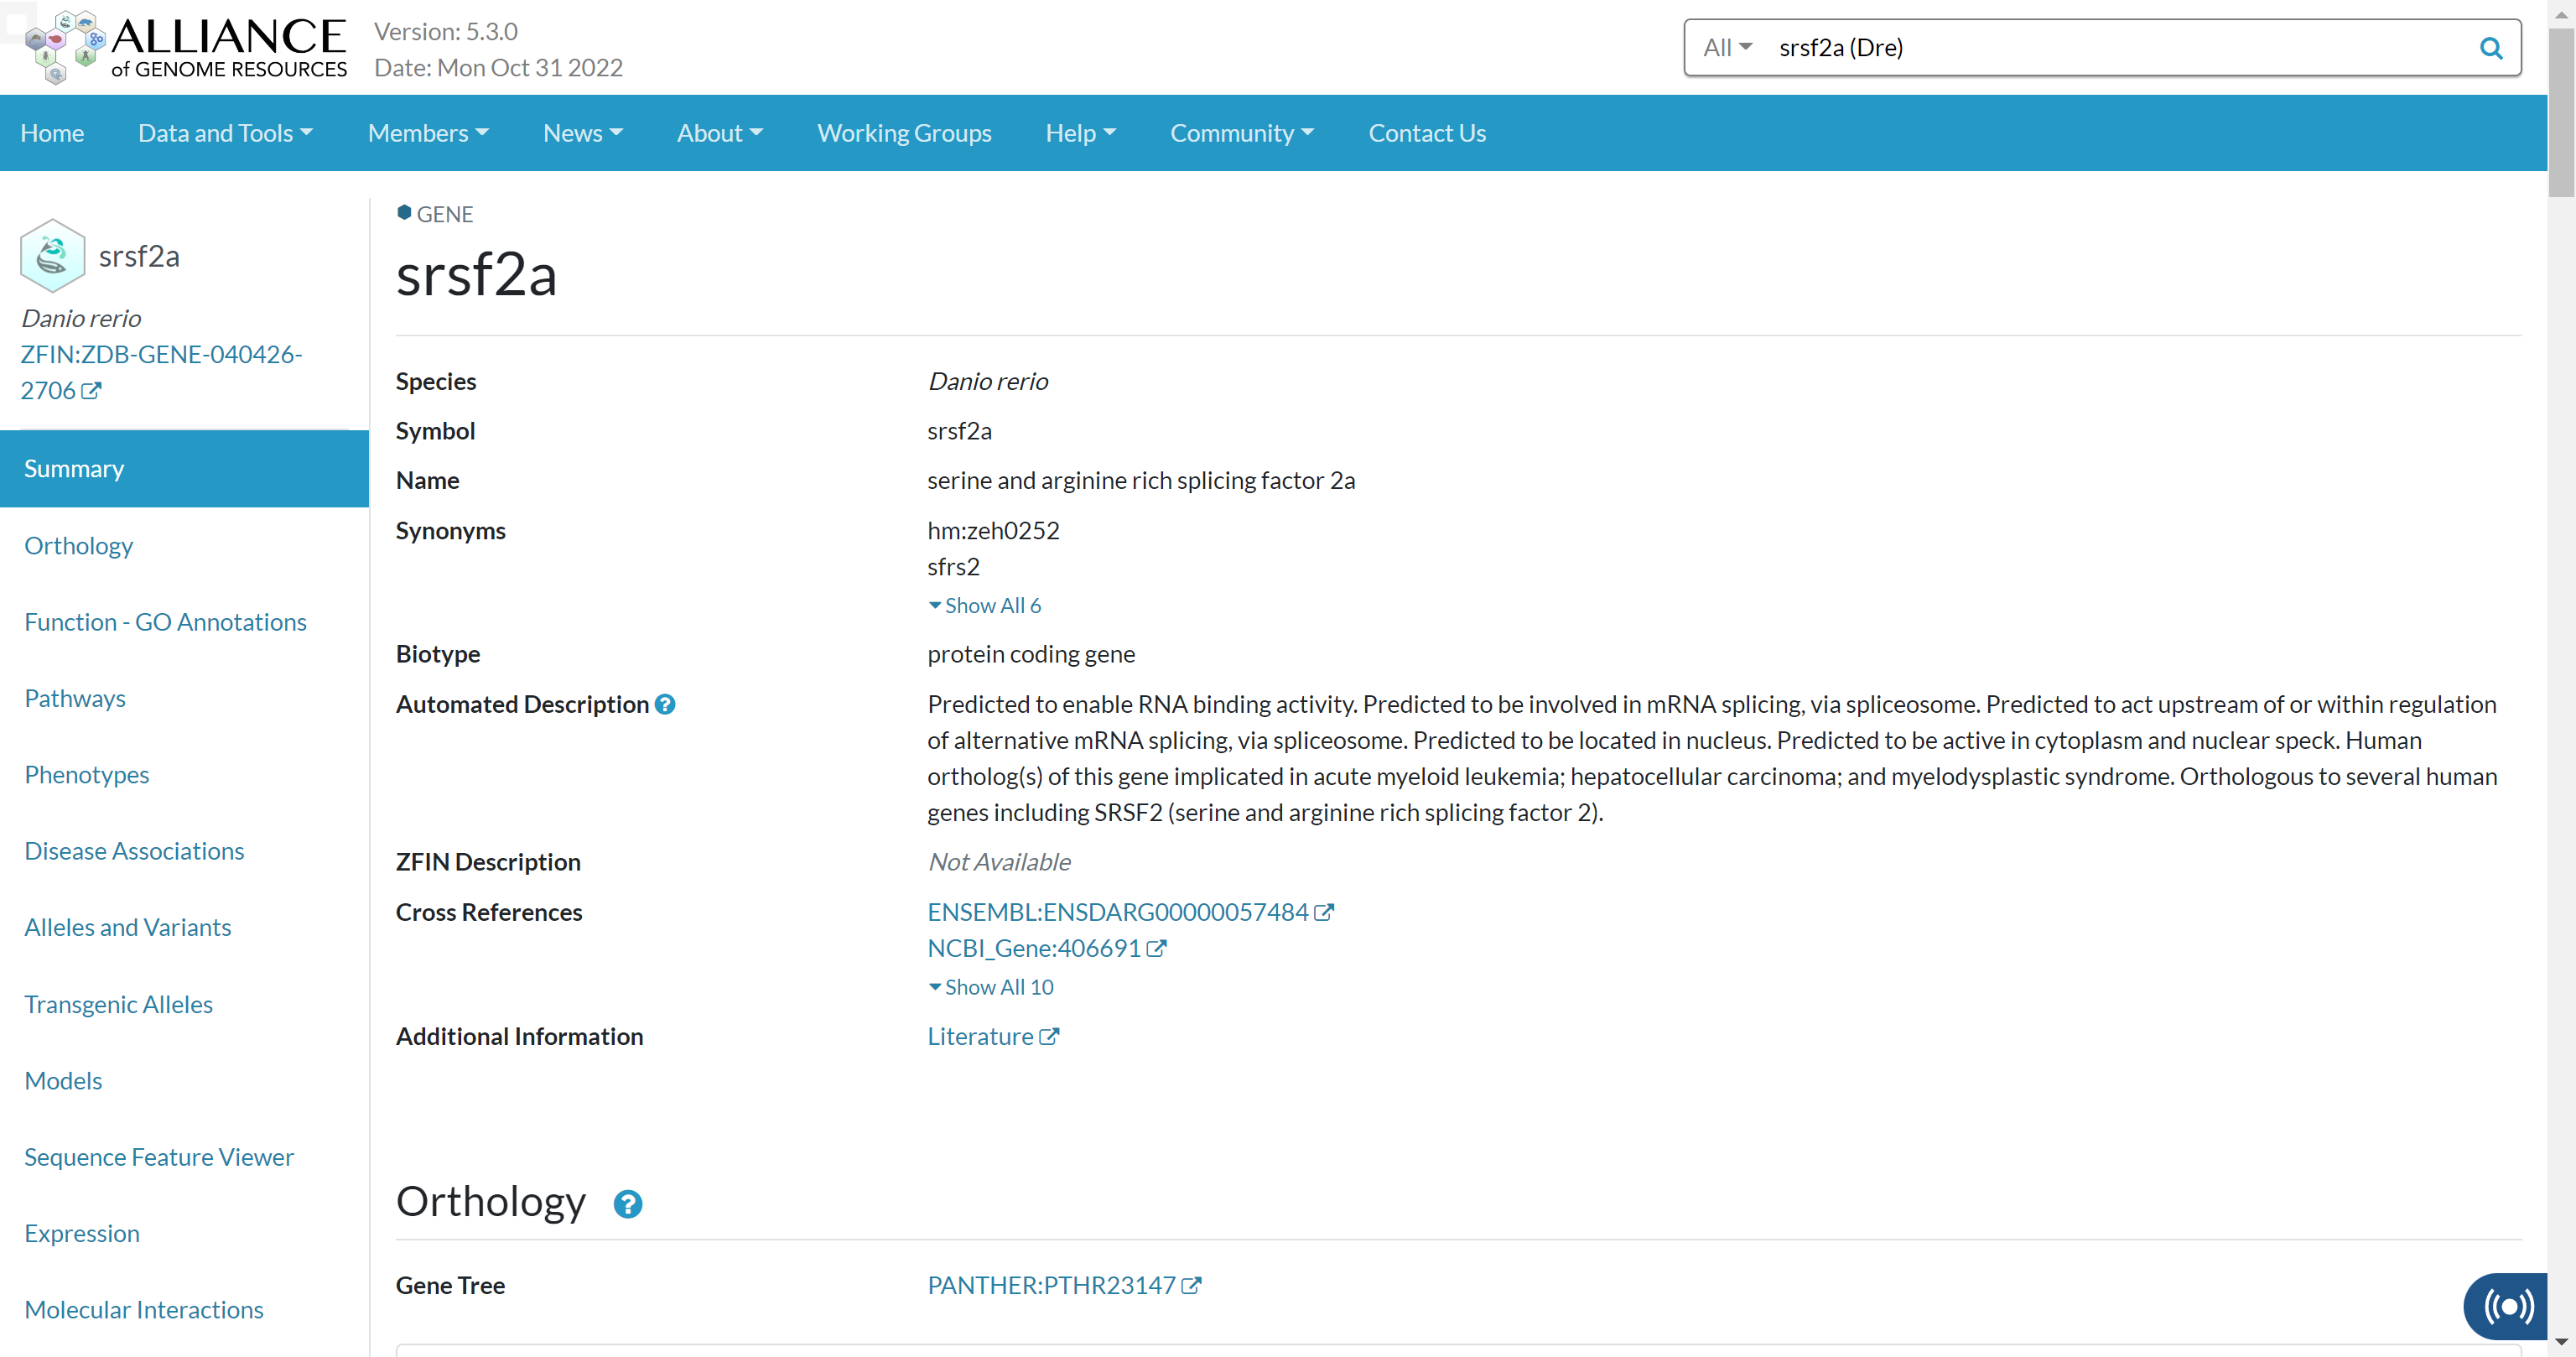 ALLIANCE
of GENOME RESOURCES
Version: 5.3.0
Date: Mon Oct 31 2022
All srsf2a (Dre)
Home Data and Tools Members News About Working Groups Help Community Contact Us
srsf2a
Danio rerio
ZFIN:ZDB-GENE-040426-
2706
Summary
Orthology
Function - GO Annotations
Pathways
Phenotypes
Disease Associations
Alleles and Variants
Transgenic Alleles
Models
Sequence Feature Viewer
Expression
Molecular Interactions
GENE
srsf2a
Species Danio rerio
Symbol srsf2a
Name serine and arginine rich splicing factor 2a
Synonyms hm:zeh0252
sfrs2
Show All 6
Biotype protein coding gene
Automated Description ? Predicted to enable RNA binding activity. Predicted to be involved in mRNA splicing, via spliceosome. Predicted to act upstream of or within regulation
of alternative mRNA splicing, via spliceosome. Predicted to be located in nucleus. Predicted to be active in cytoplasm and nuclear speck. Human
ortholog(s) of this gene implicated in acute myeloid leukemia; hepatocellular carcinoma; and myelodysplastic syndrome. Orthologous to several human
genes including SRSF2 (serine and arginine rich splicing factor 2).
ZFIN Description Not Available
Cross References ENSEMBL:ENSDARG00000057484
NCBI_Gene:406691
Show All 10
Additional Information Literature
Orthology ?
Gene Tree PANTHER:PTHR23147